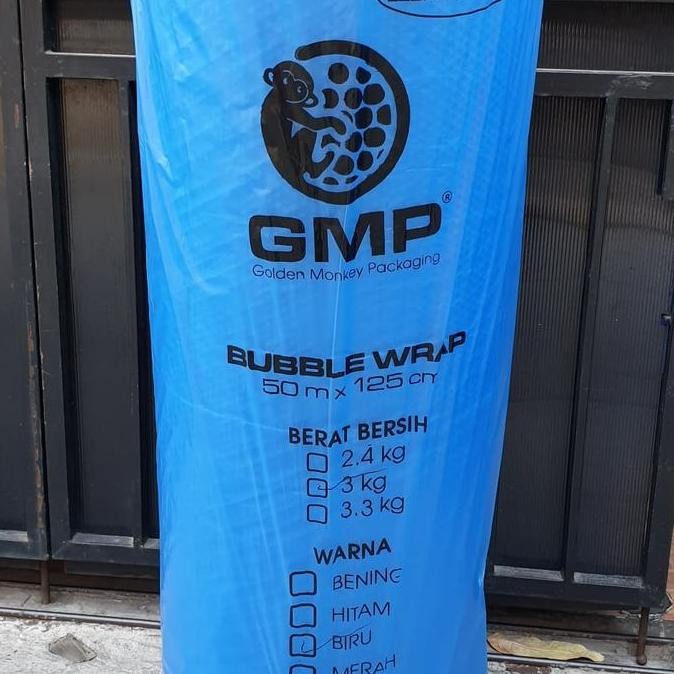 GMP®
Golden Monkey Packaging
BUBBLE WRAP
50 m x 125 cm
BERAT BERSIH
2.4 kg
3 kg
3.3 kg
WARNA
BENING
HITAM
BIRU
MERAH